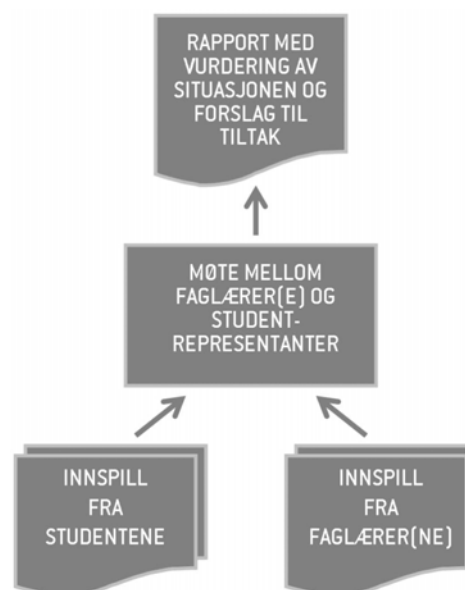 RAPPORT MED
VURDERING AV
SITUASJONEN OG
FORSLAG TIL
TILTAK
MØTE MELLOM
FAGLÆRER(E) OG
STUDENT-
REPRESENTANTER
INNSPILL
FRA
STUDENTENE
INNSPILL
FRA
FAGLÆRER(NE)